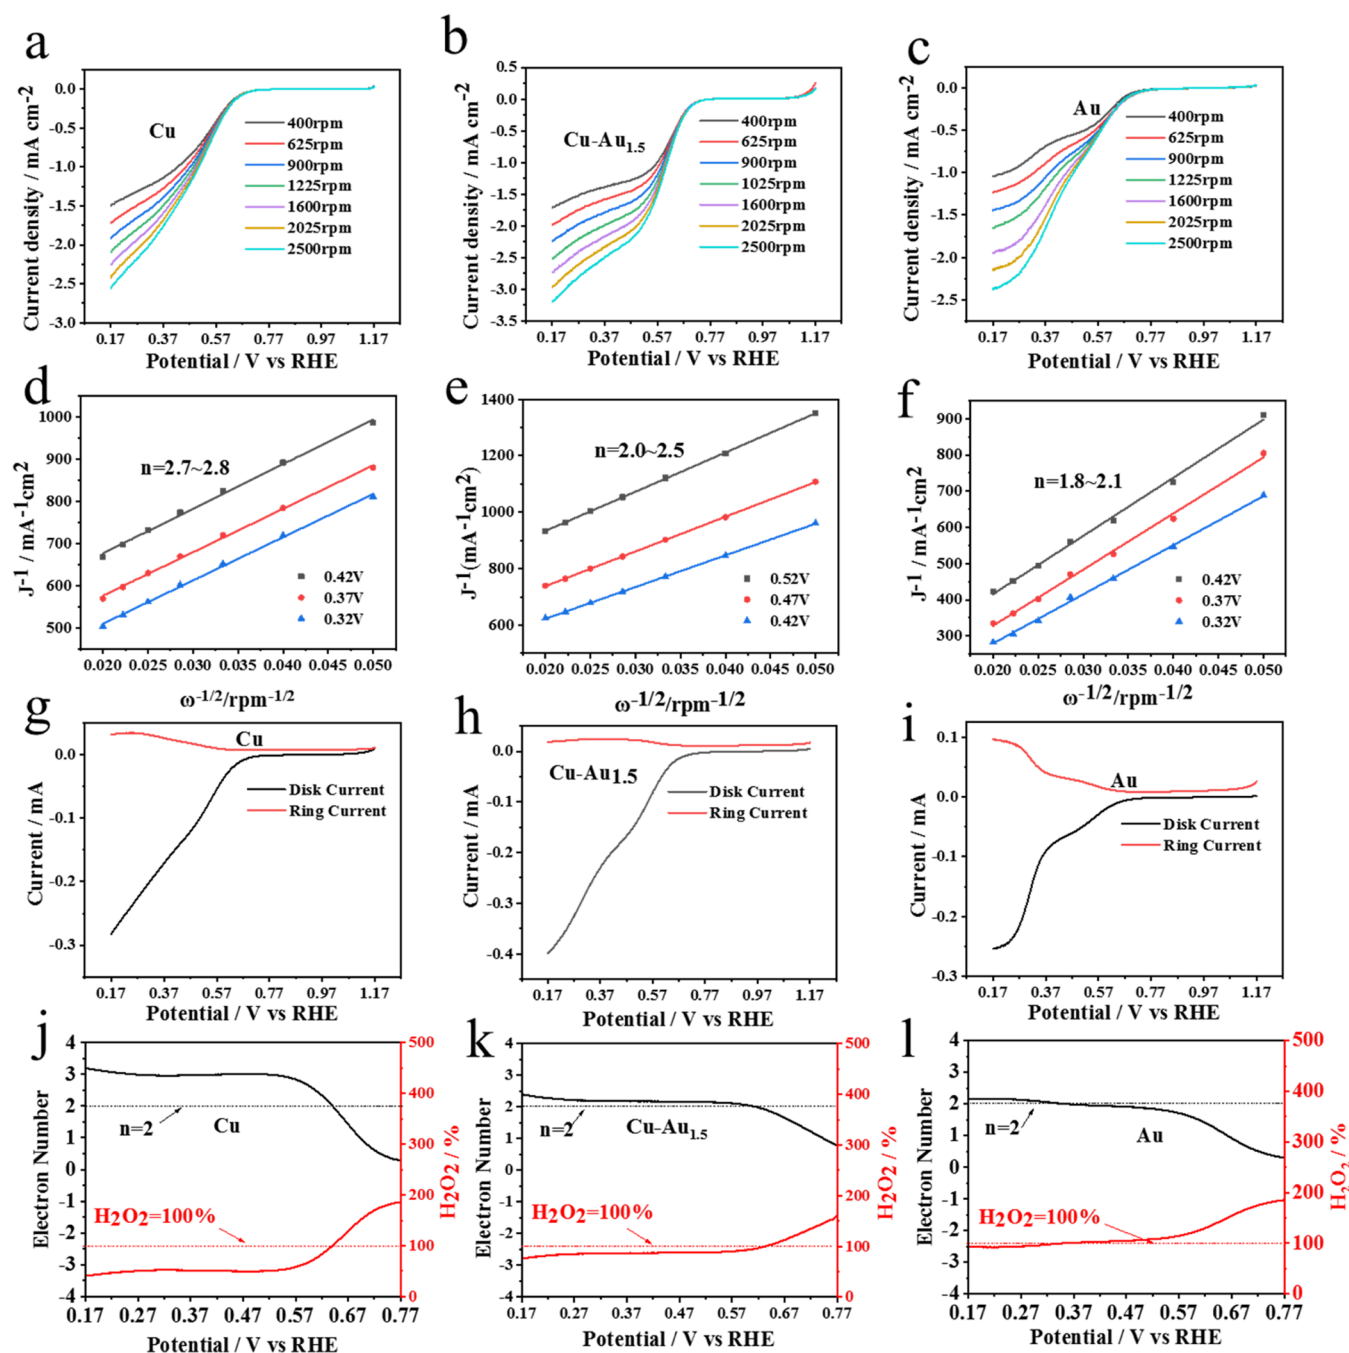 a
Current density / mA cm-2
0.0
-0.5
-1.0
-1.5
-2.0
-2.5
-3.0
Cu
400rpm
625rpm
900rpm
1225rpm
1600rpm
2025rpm
2500rpm
0.17 0.37 0.57 0.77 0.97 1.17
Potential / V vs RHE
b
Current density / mA cm-2
0.5
0.0
-0.5
-1.0
-1.5
-2.0
-2.5
-3.0
-3.5
Cu-Au1.5
400rpm
625rpm
900rpm
1025rpm
1600rpm
2025rpm
2500rpm
0.17 0.37 0.57 0.77 0.97 1.17
Potential / V vs RHE
c
Current density / mA cm-2
0.0
-0.5
-1.0
-1.5
-2.0
-2.5
Au
400rpm
625rpm
900rpm
1225rpm
1600rpm
2025rpm
2500rpm
0.17 0.37 0.57 0.77 0.97 1.17
Potential / V vs RHE
d
J-1 / mA-1cm2
1000
900
800
700
600
500
n=2.7~2.8
0.42V
0.37V
0.32V
0.020 0.025 0.030 0.035 0.040 0.045 0.050
ω-1/2/rpm-1/2
e
J-1(mA-1cm2)
1400
1200
1000
800
600
n=2.0~2.5
0.52V
0.47V
0.42V
0.020 0.025 0.030 0.035 0.040 0.045 0.050
ω-1/2/rpm-1/2
f
J-1 / mA-1cm2
900
800
700
600
500
400
300
n=1.8~2.1
0.42V
0.37V
0.32V
0.020 0.025 0.030 0.035 0.040 0.045 0.050
ω-1/2/rpm-1/2
g
Current / mA
0.0
-0.1
-0.2
-0.3
Cu
Disk Current
Ring Current
0.17 0.37 0.57 0.77 0.97 1.17
Potential / V vs RHE
h
Current / mA
0.0
-0.1
-0.2
-0.3
-0.4
Cu-Au1.5
Disk Current
Ring Current
0.17 0.37 0.57 0.77 0.97 1.17
Potential / V vs RHE
i
Current / mA
0.1
0.0
-0.1
-0.2
-0.3
Au
Disk Current
Ring Current
0.17 0.37 0.57 0.77 0.97 1.17
Potential / V vs RHE
j
Electron Number
4
3
2
1
0
-1
-2
-3
-4
n=2
Cu
H2O2=100%
500
400
300
200
100
0
H2O2 / %
0.17 0.27 0.37 0.47 0.57 0.67 0.77
Potential / V vs RHE
k
Electron Number
4
3
2
1
0
-1
-2
-3
-4
n=2
Cu-Au1.5
H2O2=100%
500
400
300
200
100
0
H2O2 / %
0.17 0.27 0.37 0.47 0.57 0.67 0.77
Potential / V vs RHE
l
Electron Number
4
3
2
1
0
-1
-2
-3
-4
n=2
Au
H2O2=100%
500
400
300
200
100
0
H2O2 / %
0.17 0.27 0.37 0.47 0.57 0.67 0.77
Potential / V vs RHE